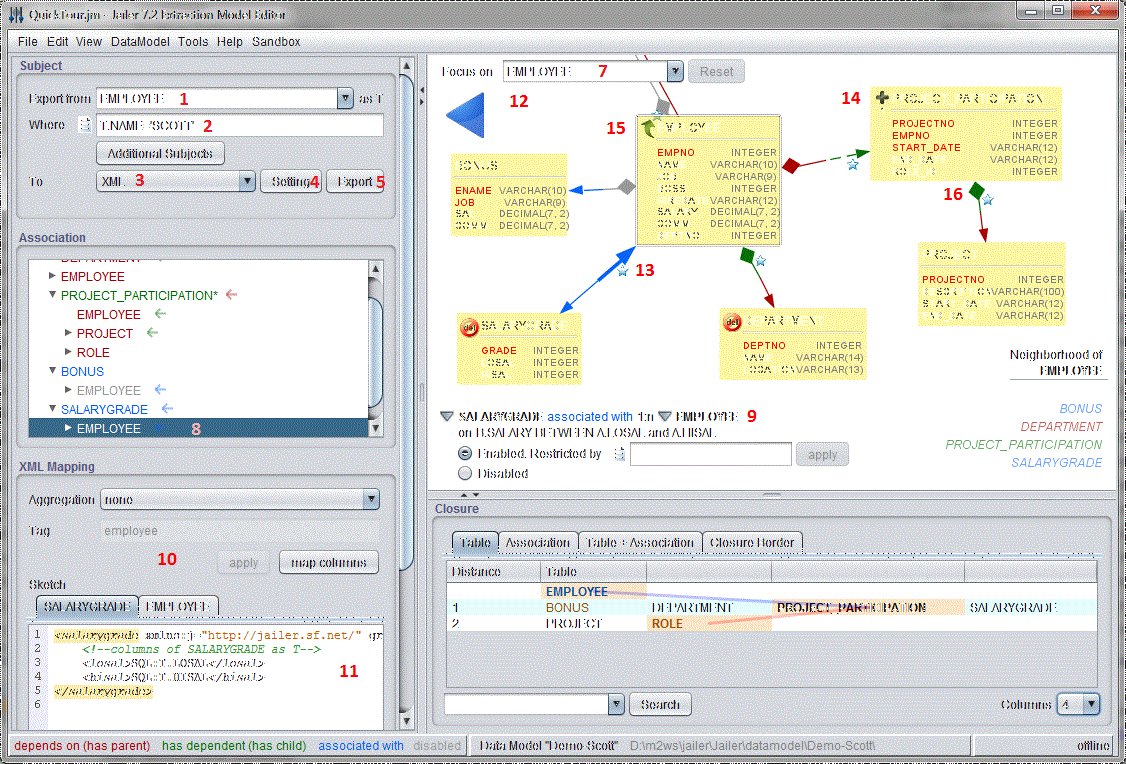 Quicktour.jm - Jailer 7.2 Extraction Model Editor
File Edit View DataModel Tools Help Sandbox
Subject
Export from EMPLOYEE 1 as T
Where T.NAME='SCOTT' 2
Additional Subjects
To XML 3 Setting 4 Export 5
Association
DEPARTMENT
EMPLOYEE
PROJECT_PARTICIPATION*
EMPLOYEE
PROJECT
ROLE
BONUS
EMPLOYEE
SALARYGRADE
EMPLOYEE 8
XML Mapping
Aggregation none
Tag employee
10 apply map columns
Sketch
SALARYGRADE EMPLOYEE
1 <salarygrade xmlns:j="http://jailer.sf.net/" gr
2 <!--columns of SALARYGRADE as T-->
3 <losal>SQL:T.LOSAL</losal>
4 <hisal>SQL:T.HISAL</hisal>
5 </salarygrade>
6
11
Focus on EMPLOYEE 7 Reset
12
15 EMPLOYEE
EMPNO INTEGER
NAME VARCHAR(10)
JOB VARCHAR(9)
BOSS INTEGER
VARCHAR(12)
SALARY DECIMAL(7, 2)
COMM DECIMAL(7, 2)
DEPTNO INTEGER
14 PROJECT_PARTICIPATION
PROJECTNO INTEGER
EMPNO INTEGER
START_DATE VARCHAR(12)
END_DATE VARCHAR(12)
INTEGER
BONUS
ENAME VARCHAR(10)
JOB VARCHAR(9)
SAL DECIMAL(7, 2)
COMM DECIMAL(7, 2)
16
PROJECT
PROJECTNO INTEGER
DESCRIPTION VARCHAR(100)
START_DATE VARCHAR(12)
END_DATE VARCHAR(12)
13
del SALARYGRADE
GRADE INTEGER
LOSAL INTEGER
HISAL INTEGER
del DEPARTMENT
DEPTNO INTEGER
NAME VARCHAR(14)
LOCATION VARCHAR(13)
Neighborhood of
EMPLOYEE
BONUS
DEPARTMENT
PROJECT_PARTICIPATION
SALARYGRADE
SALARYGRADE associated with 1:n EMPLOYEE 9
on B.SALARY BETWEEN A.LOSAL and A.HISAL
Enabled. Restricted by apply
Disabled
Closure
Table Association Table + Association Closure Border
Distance Table
EMPLOYEE
1 BONUS DEPARTMENT PROJECT_PARTICIPATION SALARYGRADE
2 PROJECT ROLE
Search Columns 4
depends on (has parent) has dependent (has child) associated with disabled Data Model "Demo-Scott" D:\m2ws\jailer\Jailer\datamodel\Demo-Scott\ offline